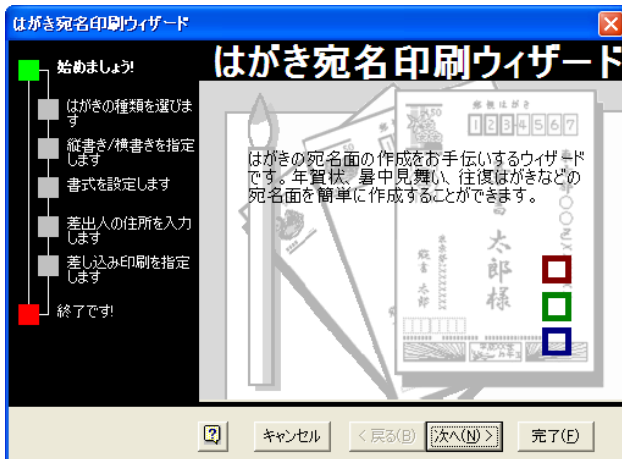 はがき宛名印刷ウィザード
はがき宛名印刷ウィザード
始めましょう!
はがきの種類を選びま
す
縦書き/横書きを指定
します
書式を設定します
差出人の住所を入力
します
差し込み印刷を指定
します
終了です!
郵便はがき
1234567
はがきの宛名面の作成をお手伝いするウィザード
です。年賀状、暑中見舞い、往復はがきなどの
宛名面を簡単に作成することができます。
太郎様
縦書太郎
キャンセル
< 戻る(B)
次へ(N) >
完了(F)